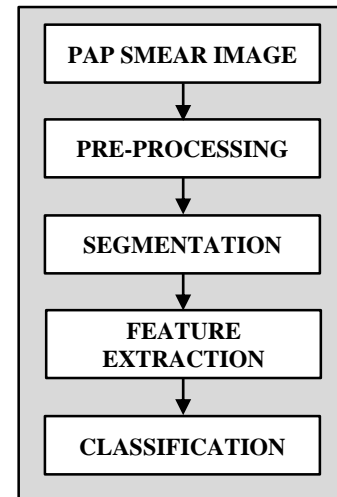 PAP SMEAR IMAGE
PRE-PROCESSING
SEGMENTATION
FEATURE
EXTRACTION
CLASSIFICATION